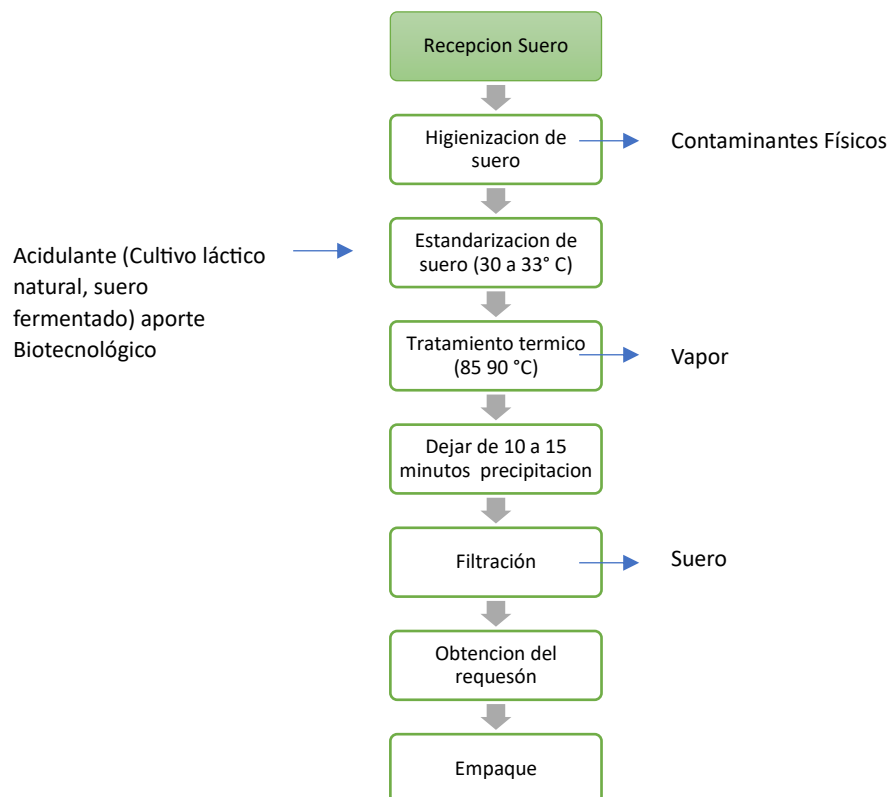 Recepcion Suero
Higienizacion de
suero
Contaminantes Físicos
Acidulante (Cultivo láctico
natural, suero
fermentado) aporte
Biotecnológico
Estandarizacion de
suero (30 a 33° C)
Tratamiento termico
(85 90 °C)
Vapor
Dejar de 10 a 15
minutos precipitacion
Filtración
Suero
Obtencion del
requesón
Empaque